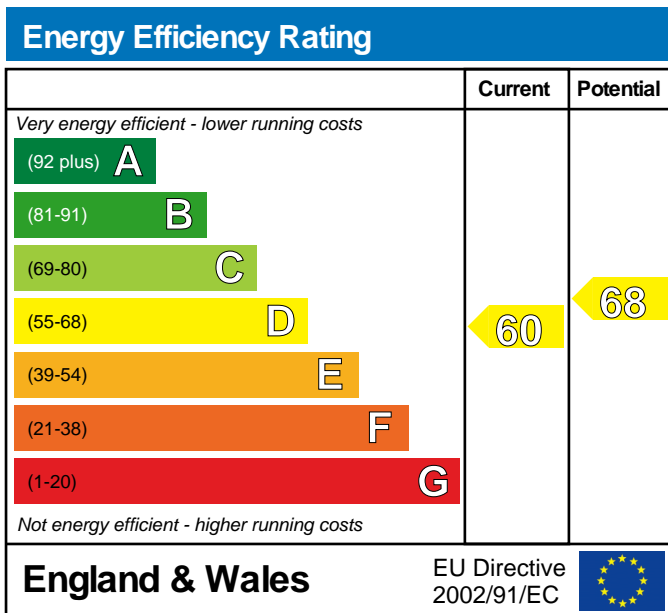 Energy Efficiency Rating
Current Potential
Very energy efficient - lower running costs
(92 plus) A
(81-91) B
(69-80) C
(55-68) D
(39-54) E
(21-38) F
(1-20) G
60
68
Not energy efficient - higher running costs
England & Wales
EU Directive
2002/91/EC